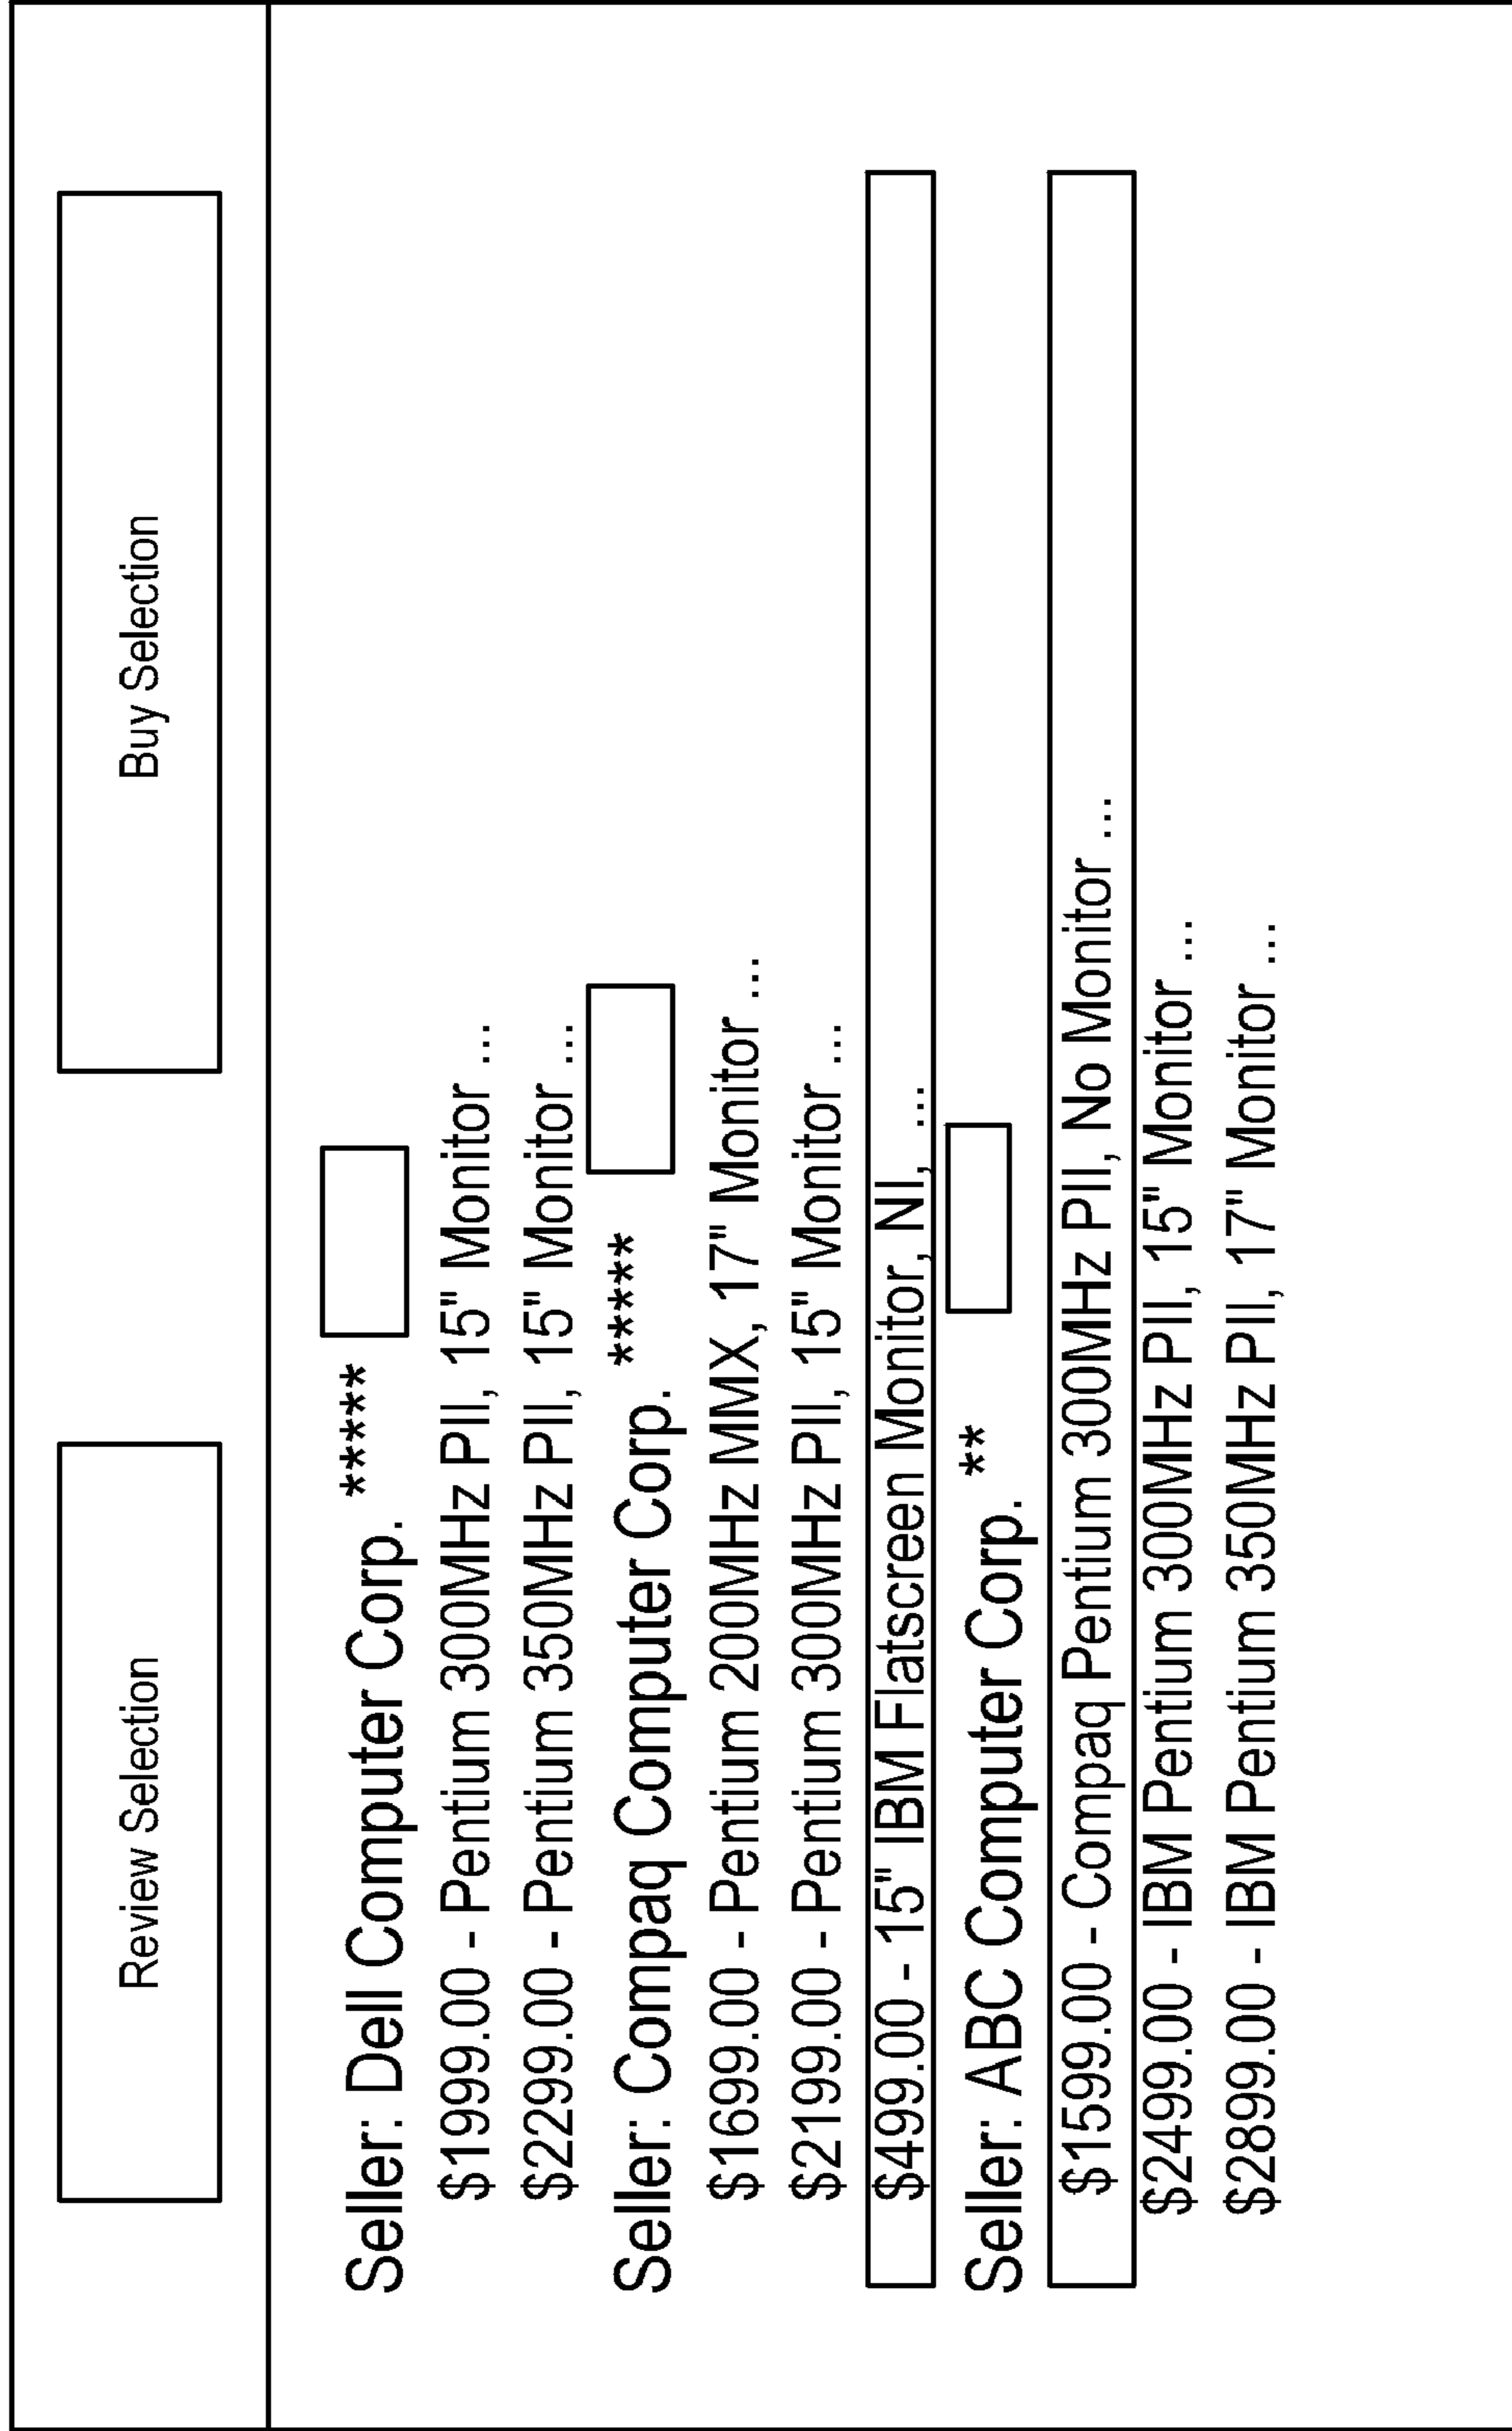 Review Selection
Buy Selection
Seller: Dell Computer Corp. *****
$1999.00 - Pentium 300MHz PII, 15" Monitor ...
$2299.00 - Pentium 350MHz PII, 15" Monitor ...
Seller: Compaq Computer Corp. *****
$1699.00 - Pentium 200MHz MMX, 17" Monitor ...
$2199.00 - Pentium 300MHz PII, 15" Monitor ...
$499.00 - 15" IBM Flatscreen Monitor, NI, ...
Seller: ABC Computer Corp. **
$1599.00 - Compaq Pentium 300MHz PII, No Monitor ...
$2499.00 - IBM Pentium 300MHz PII, 15" Monitor ...
$2899.00 - IBM Pentium 350MHz PII, 17" Monitor ...